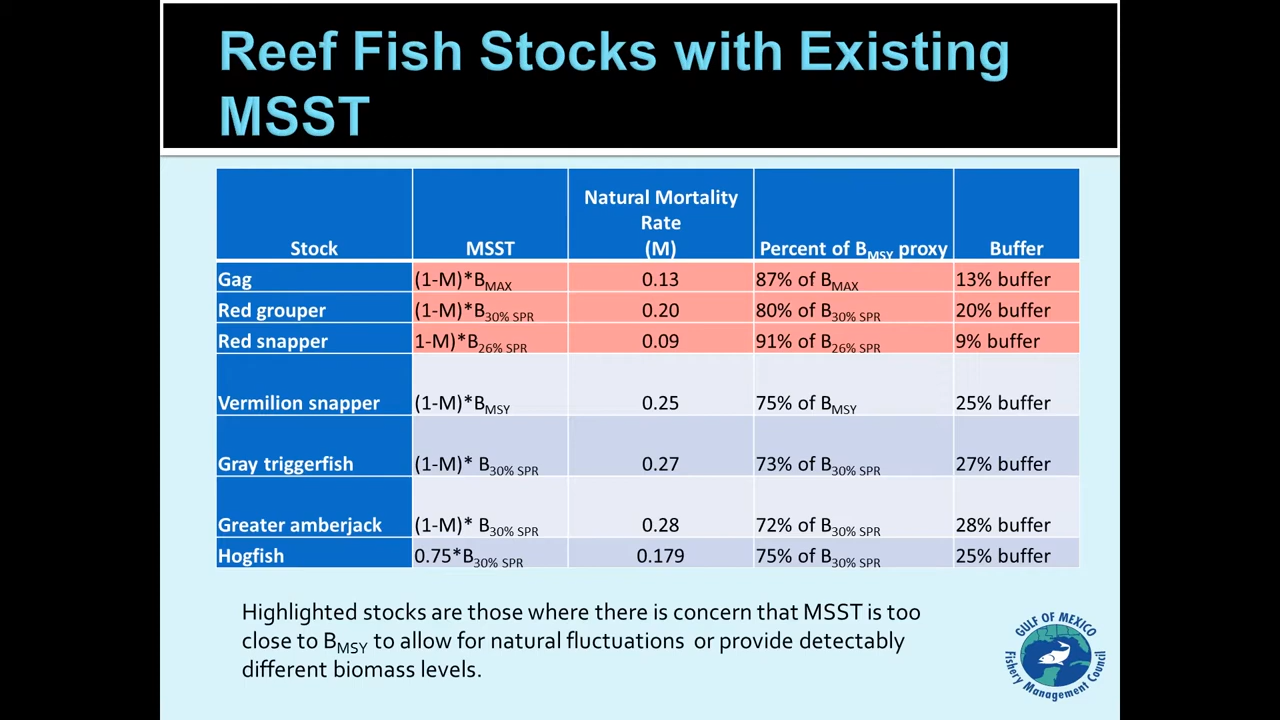 Reef Fish Stocks with Existing
MSST
Stock MSST Natural Mortality Rate (M) Percent of BMSY proxy Buffer
Gag (1-M)*BMAX 0.13 87% of BMAX 13% buffer
Red grouper (1-M)*B30% SPR 0.20 80% of B30% SPR 20% buffer
Red snapper 1-M)*B26% SPR 0.09 91% of B26% SPR 9% buffer
Vermilion snapper (1-M)*BMSY 0.25 75% of BMSY 25% buffer
Gray triggerfish (1-M)* B30% SPR 0.27 73% of B30% SPR 27% buffer
Greater amberjack (1-M)* B30% SPR 0.28 72% of B30% SPR 28% buffer
Hogfish 0.75*B30% SPR 0.179 75% of B30% SPR 25% buffer
Highlighted stocks are those where there is concern that MSST is too
close to BMSY to allow for natural fluctuations or provide detectably
different biomass levels.
GULF OF MEXICO
Fishery Management Council